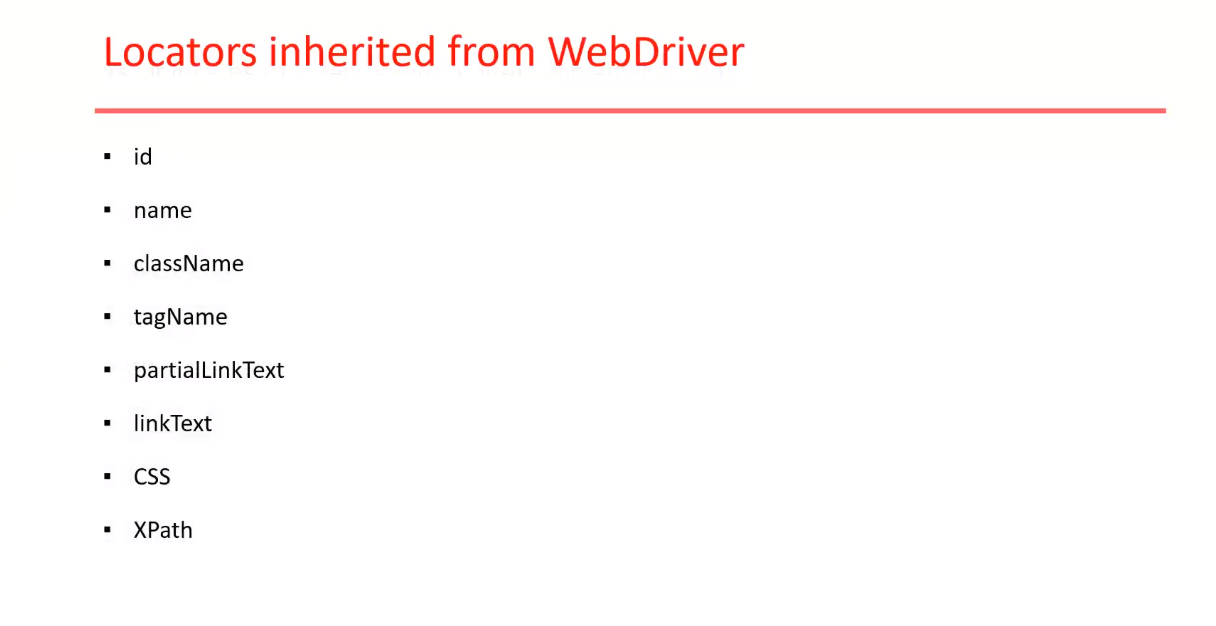 Locators inherited from WebDriver
▪ id
▪ name
▪ className
▪ tagName
▪ partialLinkText
▪ linkText
▪ CSS
▪ XPath